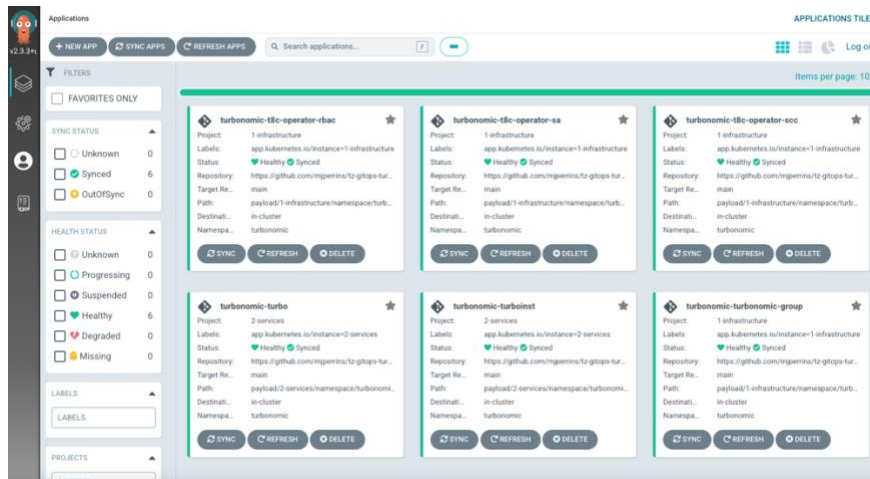 Applications
APPLICATIONS TILE
v2.3.3+
+ NEW APP
SYNC APPS
REFRESH APPS
Search applications...
/
Log o
FILTERS
Items per page: 10
FAVORITES ONLY
SYNC STATUS
Unknown 0
Synced 6
OutOfSync 0
HEALTH STATUS
Unknown 0
Progressing 0
Suspended 0
Healthy 6
Degraded 0
Missing 0
LABELS
LABELS
PROJECTS
turbonomic-t8c-operator-rbac
Project: 1-infrastructure
Labels: app.kubernetes.io/instance=1-infrastructure
Status: Healthy Synced
Repository: https://github.com/mjperrins/tz-gitops-tur...
Target Re... main
Path: payload/1-infrastructure/namespace/turb...
Destinati... in-cluster
Namespa... turbonomic
SYNC REFRESH DELETE
turbonomic-t8c-operator-sa
Project: 1-infrastructure
Labels: app.kubernetes.io/instance=1-infrastructure
Status: Healthy Synced
Repository: https://github.com/mjperrins/tz-gitops-tur...
Target Re... main
Path: payload/1-infrastructure/namespace/turb...
Destinati... in-cluster
Namespa... turbonomic
SYNC REFRESH DELETE
turbonomic-t8c-operator-scc
Project: 1-infrastructure
Labels: app.kubernetes.io/instance=1-infrastructure
Status: Healthy Synced
Repository: https://github.com/mjperrins/tz-gitops-tur...
Target Re... main
Path: payload/1-infrastructure/namespace/turb...
Destinati... in-cluster
Namespa... turbonomic
SYNC REFRESH DELETE
turbonomic-turbo
Project: 2-services
Labels: app.kubernetes.io/instance=2-services
Status: Healthy Synced
Repository: https://github.com/mjperrins/tz-gitops-tur...
Target Re... main
Path: payload/2-services/namespace/turbonomi...
Destinati... in-cluster
Namespa... turbonomic
SYNC REFRESH DELETE
turbonomic-turboinst
Project: 2-services
Labels: app.kubernetes.io/instance=2-services
Status: Healthy Synced
Repository: https://github.com/mjperrins/tz-gitops-tur...
Target Re... main
Path: payload/2-services/namespace/turbonomi...
Destinati... in-cluster
Namespa... turbonomic
SYNC REFRESH DELETE
turbonomic-turbonomic-group
Project: 1-infrastructure
Labels: app.kubernetes.io/instance=1-infrastructure
Status: Healthy Synced
Repository: https://github.com/mjperrins/tz-gitops-tur...
Target Re... main
Path: payload/1-infrastructure/namespace/turb...
Destinati... in-cluster
Namespa... turbonomic
SYNC REFRESH DELETE